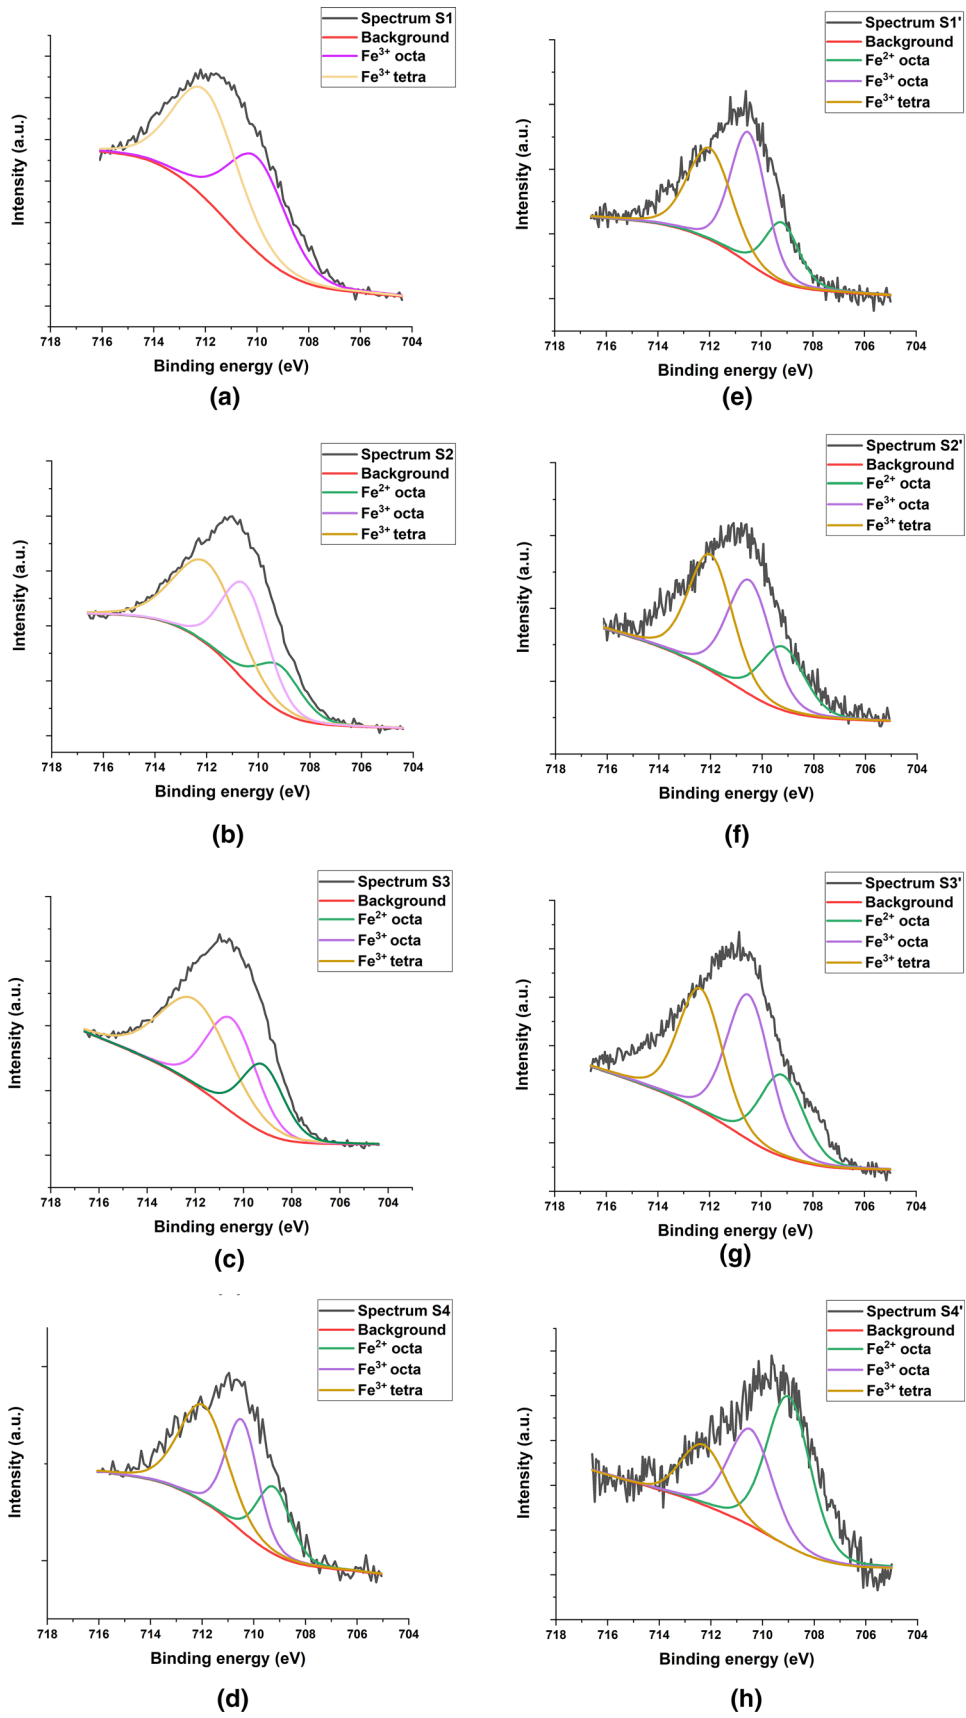 Spectrum S1
Background
Fe3+ octa
Fe3+ tetra
Intensity (a.u.)
718 716 714 712 710 708 706 704
Binding energy (eV)
(a)
Spectrum S1'
Background
Fe2+ octa
Fe3+ octa
Fe3+ tetra
Intensity (a.u.)
718 716 714 712 710 708 706 704
Binding energy (eV)
(e)
Spectrum S2
Background
Fe2+ octa
Fe3+ octa
Fe3+ tetra
Intensity (a.u.)
718 716 714 712 710 708 706 704
Binding energy (eV)
(b)
Spectrum S2'
Background
Fe2+ octa
Fe3+ octa
Fe3+ tetra
Intensity (a.u.)
718 716 714 712 710 708 706 704
Binding energy (eV)
(f)
Spectrum S3
Background
Fe2+ octa
Fe3+ octa
Fe3+ tetra
Intensity (a.u.)
718 716 714 712 710 708 706 704
Binding energy (eV)
(c)
Spectrum S3'
Background
Fe2+ octa
Fe3+ octa
Fe3+ tetra
Intensity (a.u.)
718 716 714 712 710 708 706 704
Binding energy (eV)
(g)
Spectrum S4
Background
Fe2+ octa
Fe3+ octa
Fe3+ tetra
Intensity (a.u.)
718 716 714 712 710 708 706 704
Binding energy (eV)
(d)
Spectrum S4'
Background
Fe2+ octa
Fe3+ octa
Fe3+ tetra
Intensity (a.u.)
718 716 714 712 710 708 706 704
Binding energy (eV)
(h)